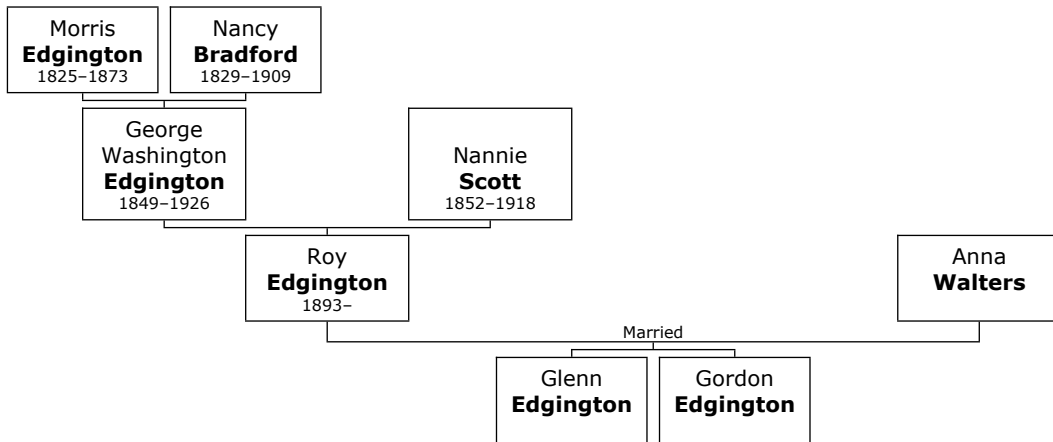 Morris
Edgington
1825–1873
Nancy
Bradford
1829–1909
George
Washington
Edgington
1849–1926
Nannie
Scott
1852–1918
Roy
Edgington
1893–
Anna
Walters
Married
Glenn
Edgington
Gordon
Edgington